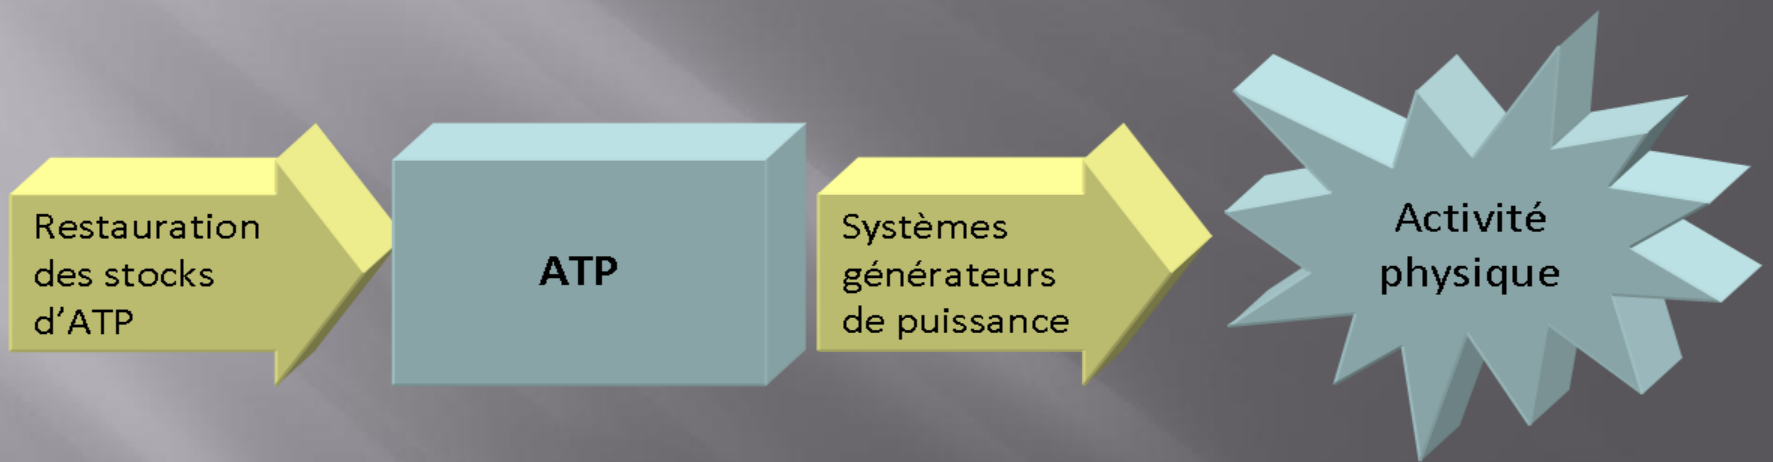 Restauration
des stocks
d'ATP
ATP
Systèmes
générateurs
de puissance
Activité
physique